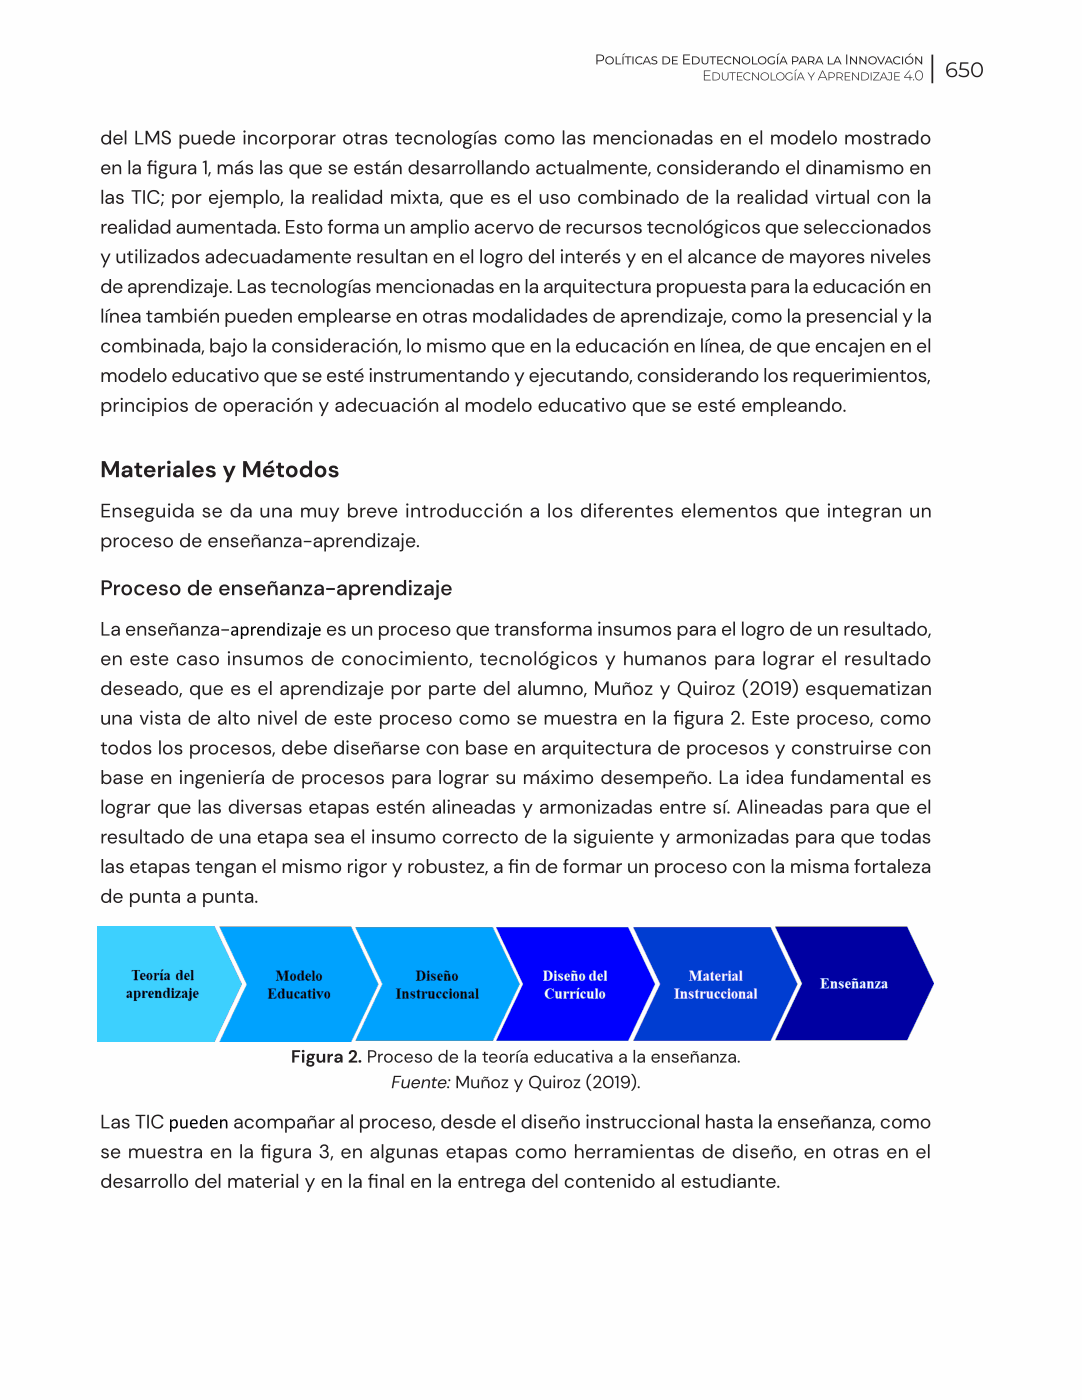 Políticas de Edutecnología para la Innovación
Edutecnología y Aprendizaje 4.0
650
del LMS puede incorporar otras tecnologías como las mencionadas en el modelo mostrado
en la figura 1, más las que se están desarrollando actualmente, considerando el dinamismo en
las TIC; por ejemplo, la realidad mixta, que es el uso combinado de la realidad virtual con la
realidad aumentada. Esto forma un amplio acervo de recursos tecnológicos que seleccionados
y utilizados adecuadamente resultan en el logro del interés y en el alcance de mayores niveles
de aprendizaje. Las tecnologías mencionadas en la arquitectura propuesta para la educación en
línea también pueden emplearse en otras modalidades de aprendizaje, como la presencial y la
combinada, bajo la consideración, lo mismo que en la educación en línea, de que encajen en el
modelo educativo que se esté instrumentando y ejecutando, considerando los requerimientos,
principios de operación y adecuación al modelo educativo que se esté empleando.
Materiales y Métodos
Enseguida se da una muy breve introducción a los diferentes elementos que integran un
proceso de enseñanza-aprendizaje.
Proceso de enseñanza-aprendizaje
La enseñanza-aprendizaje es un proceso que transforma insumos para el logro de un resultado,
en este caso insumos de conocimiento, tecnológicos y humanos para lograr el resultado
deseado, que es el aprendizaje por parte del alumno, Muñoz y Quiroz (2019) esquematizan
una vista de alto nivel de este proceso como se muestra en la figura 2. Este proceso, como
todos los procesos, debe diseñarse con base en arquitectura de procesos y construirse con
base en ingeniería de procesos para lograr su máximo desempeño. La idea fundamental es
lograr que las diversas etapas estén alineadas y armonizadas entre sí. Alineadas para que el
resultado de una etapa sea el insumo correcto de la siguiente y armonizadas para que todas
las etapas tengan el mismo rigor y robustez, a fin de formar un proceso con la misma fortaleza
de punta a punta.
Teoría del
aprendizaje
Modelo
Educativo
Diseño
Instruccional
Diseño del
Currículo
Material
Instruccional
Enseñanza
Figura 2. Proceso de la teoría educativa a la enseñanza.
Fuente: Muñoz y Quiroz (2019).
Las TIC pueden acompañar al proceso, desde el diseño instruccional hasta la enseñanza, como
se muestra en la figura 3, en algunas etapas como herramientas de diseño, en otras en el
desarrollo del material y en la final en la entrega del contenido al estudiante.